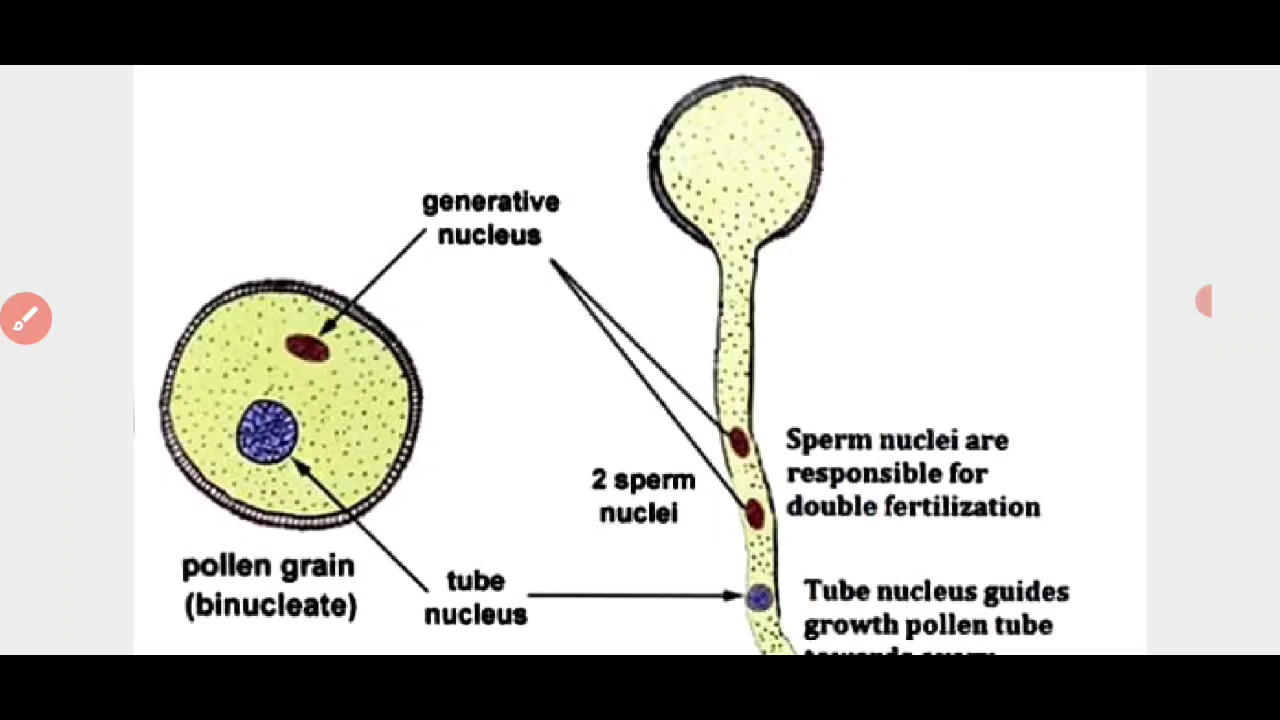 generative
nucleus
pollen grain
(binucleate)
tube
nucleus
2 sperm
nuclei
Sperm nuclei are
responsible for
double fertilization
Tube nucleus guides
growth pollen tube